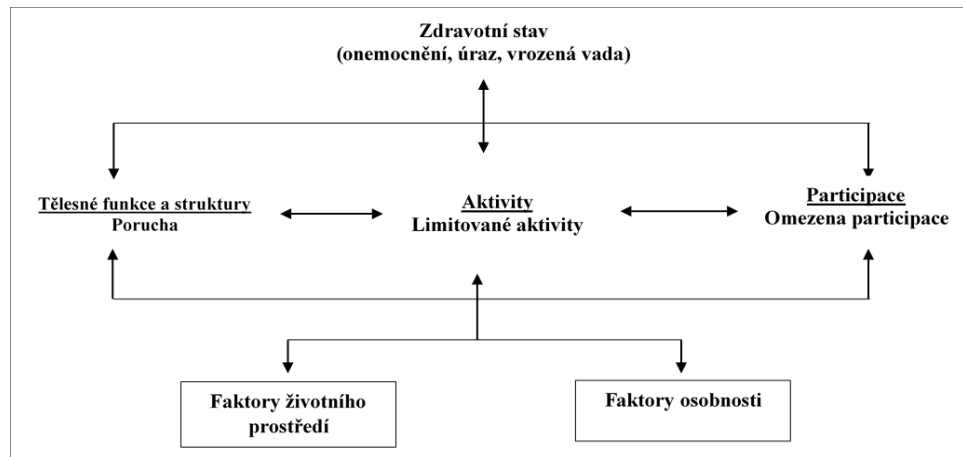 Zdravotní stav
(onemocnění, úraz, vrozená vada)
Tělesné funkce a struktury
Porucha
Aktivity
Limitované aktivity
Participace
Omezena participace
Faktory životního
prostředí
Faktory osobnosti